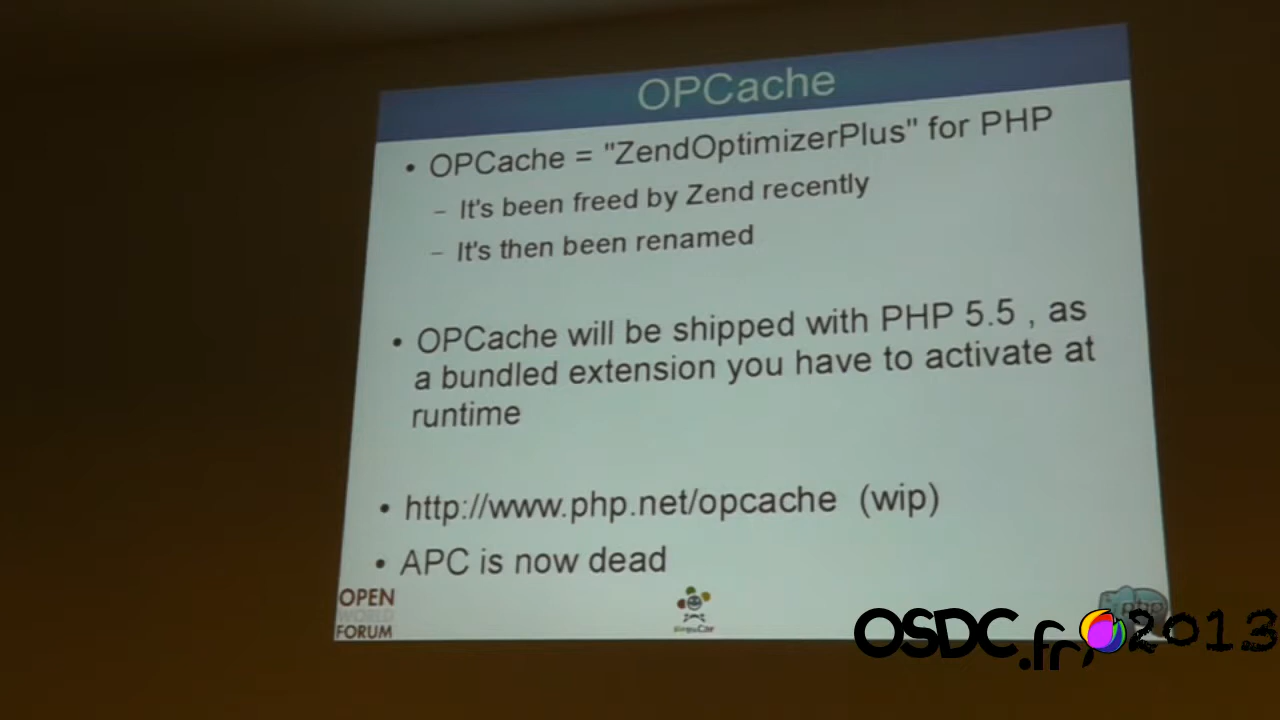 OPCache
• OPCache = "ZendOptimizerPlus" for PHP
– It's been freed by Zend recently
– It's then been renamed
• OPCache will be shipped with PHP 5.5 , as
a bundled extension you have to activate at
runtime
• http://www.php.net/opcache (wip)
• APC is now dead
OPEN
WORLD
FORUM
php
OSDC.fr 2013